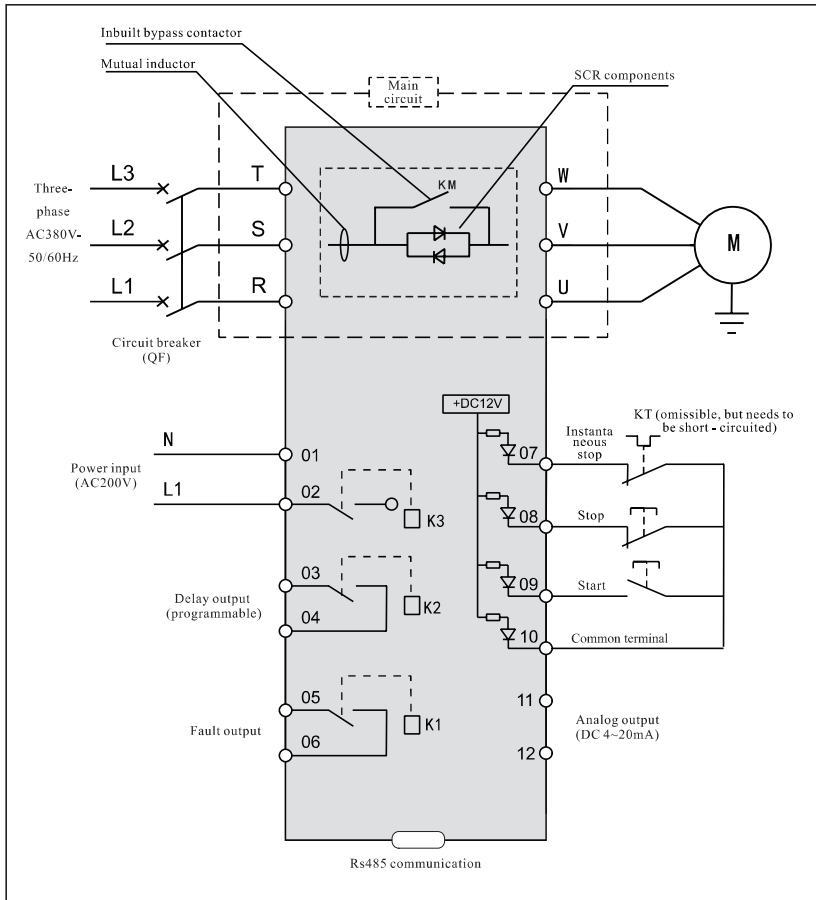 Inbuilt bypass contactor
Mutual inductor
Main
circuit
SCR components
L3
T
KM
W
Three-
phase
AC380V-
50/60Hz
L2
S
V
M
L1
R
U
Circuit breaker
(QF)
+DC12V
KT (omissible, but needs to
be short - circuited)
Instanta
neous
stop
N
01
07
Power input
(AC200V)
L1
02
K3
08
Stop
03
Delay output
(programmable)
K2
09
Start
04
10
Common terminal
05
11
Fault output
K1
Analog output
(DC 4~20mA)
06
12
Rs485 communication